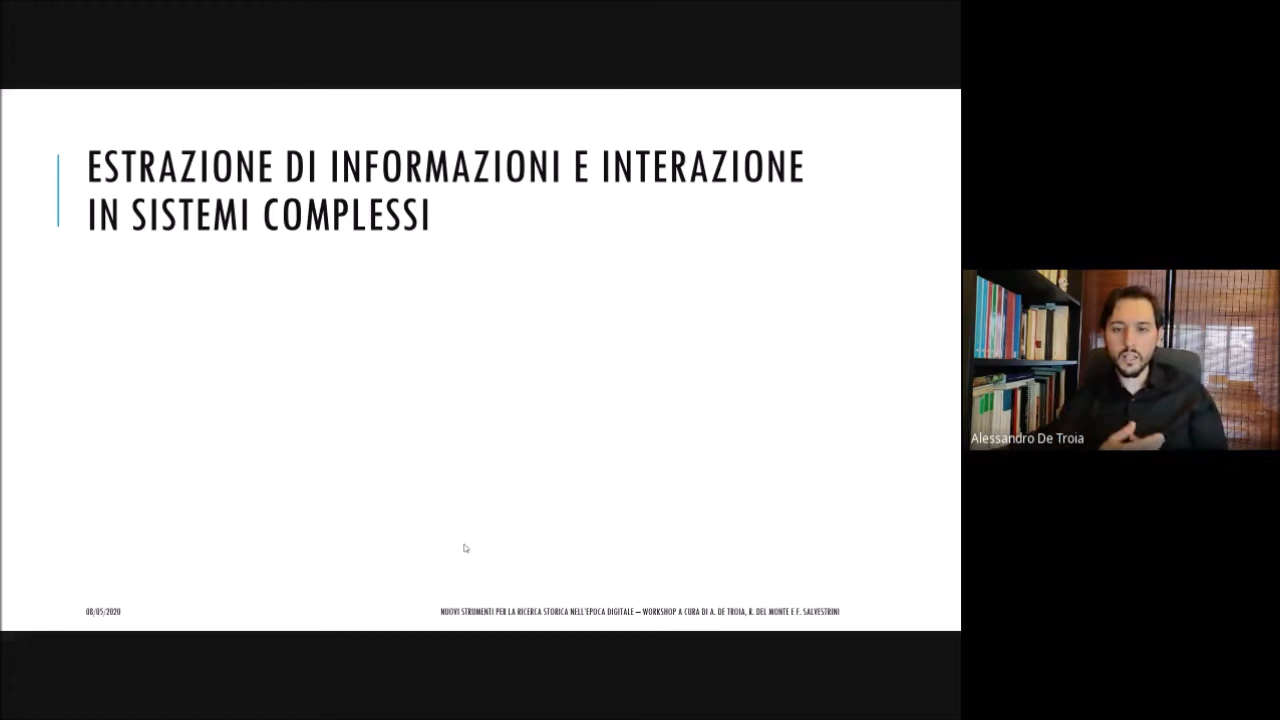 ESTRAZIONE DI INFORMAZIONI E INTERAZIONE
IN SISTEMI COMPLESSI
Alessandro De Troia
08/05/2020
NUOVI STRUMENTI PER LA RICERCA STORICA NELL'EPOCA DIGITALE – WORKSHOP A CURA DI A. DE TROIA, R. DEL MONTE E F. SALVESTRINI